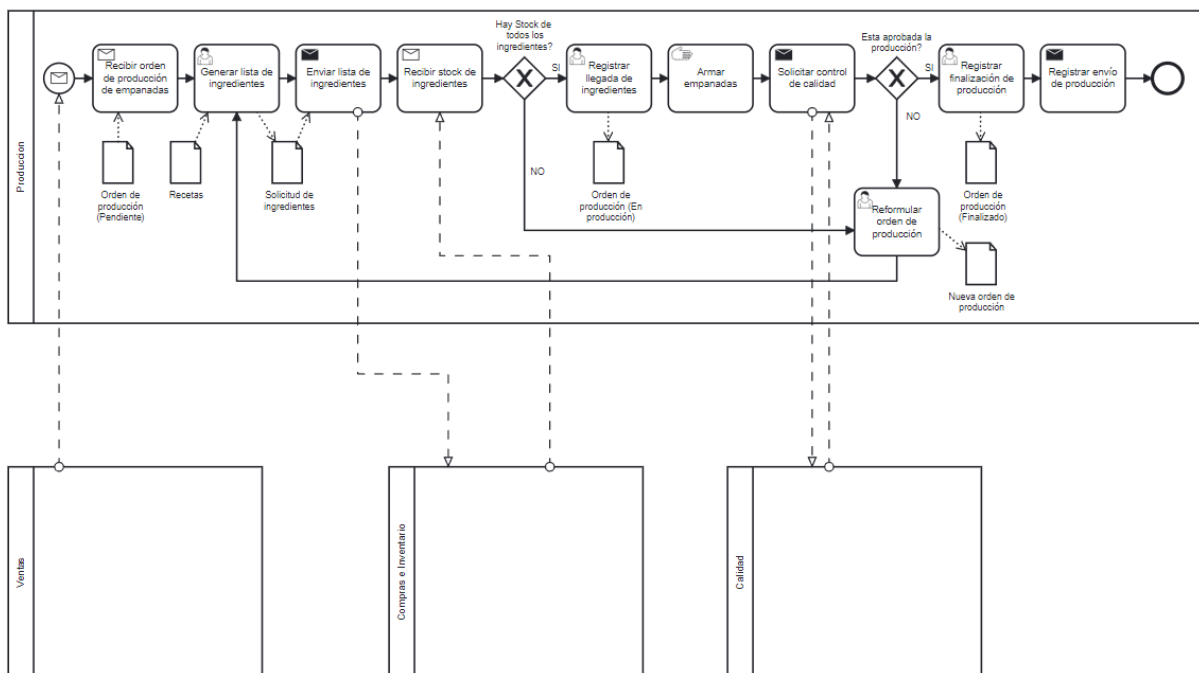 Produccion
Recibir orden
de producción
de empanadas
Generar lista de
ingredientes
Enviar lista de
ingredientes
Recibir stock de
ingredientes
Hay Stock de
todos los
ingredientes?
SI
NO
Registrar
llegada de
ingredientes
Armar
empanadas
Solicitar control
de calidad
Esta aprobada la
producción?
SI
NO
Registrar
finalización de
producción
Registrar envío
de producción
Orden de
producción
(Pendiente)
Recetas
Solicitud de
ingredientes
Orden de
producción (En
producción)
Reformular
orden de
producción
Orden de
producción
(Finalizado)
Nueva orden de
producción
Ventas
Compras e Inventario
Calidad